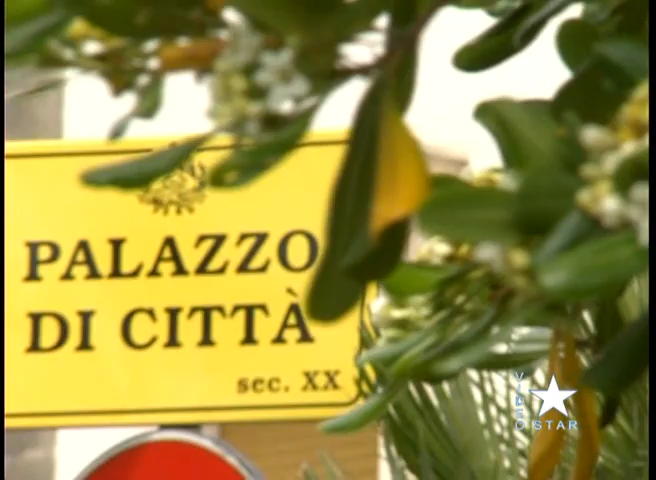 PALAZZO
DI CITTÀ
sec. XX
VIDEO
STAR